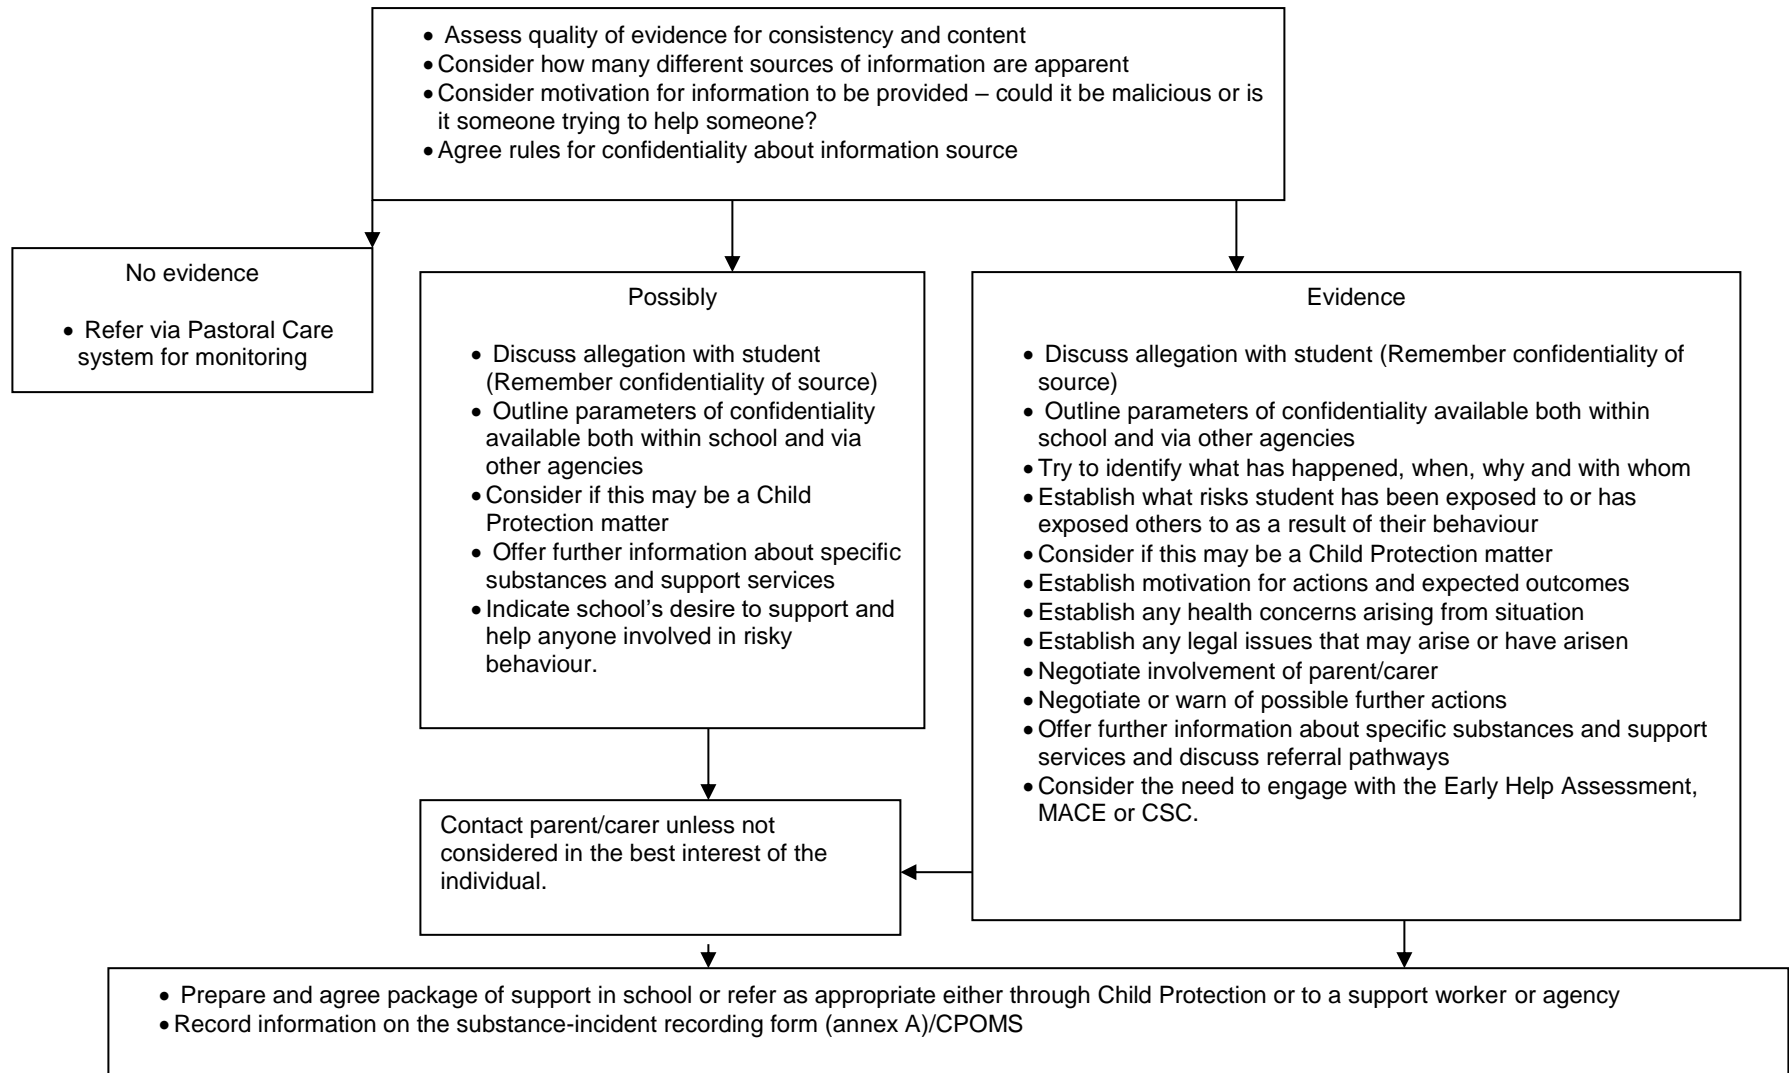 • Assess quality of evidence for consistency and content
• Consider how many different sources of information are apparent
• Consider motivation for information to be provided – could it be malicious or is
it someone trying to help someone?
• Agree rules for confidentiality about information source
No evidence
• Refer via Pastoral Care
system for monitoring
Possibly
• Discuss allegation with student
(Remember confidentiality of source)
• Outline parameters of confidentiality
available both within school and via
other agencies
• Consider if this may be a Child
Protection matter
• Offer further information about specific
substances and support services
• Indicate school's desire to support and
help anyone involved in risky
behaviour.
Evidence
• Discuss allegation with student (Remember confidentiality of
source)
• Outline parameters of confidentiality available both within
school and via other agencies
• Try to identify what has happened, when, why and with whom
• Establish what risks student has been exposed to or has
exposed others to as a result of their behaviour
• Consider if this may be a Child Protection matter
• Establish motivation for actions and expected outcomes
• Establish any health concerns arising from situation
• Establish any legal issues that may arise or have arisen
• Negotiate involvement of parent/carer
• Negotiate or warn of possible further actions
• Offer further information about specific substances and support
services and discuss referral pathways
• Consider the need to engage with the Early Help Assessment,
MACE or CSC.
Contact parent/carer unless not
considered in the best interest of the
individual.
• Prepare and agree package of support in school or refer as appropriate either through Child Protection or to a support worker or agency
• Record information on the substance-incident recording form (annex A)/CPOMS